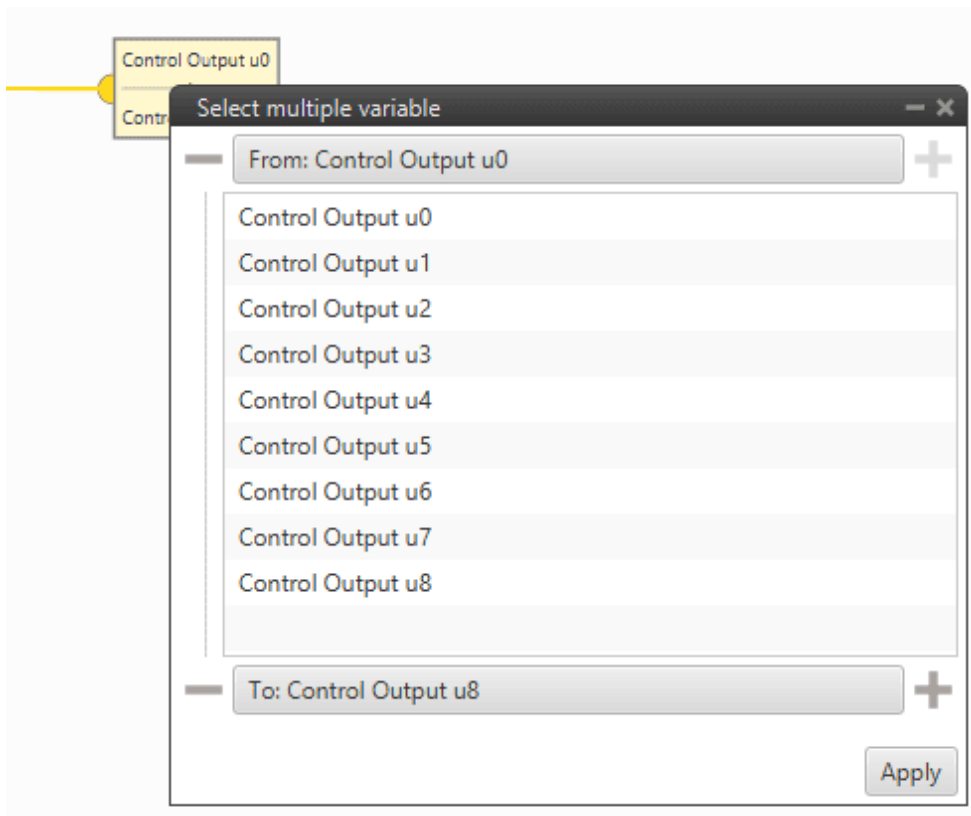 Control Output u0
Select multiple variable
From: Control Output u0
Control Output u0
Control Output u1
Control Output u2
Control Output u3
Control Output u4
Control Output u5
Control Output u6
Control Output u7
Control Output u8
To: Control Output u8
Apply